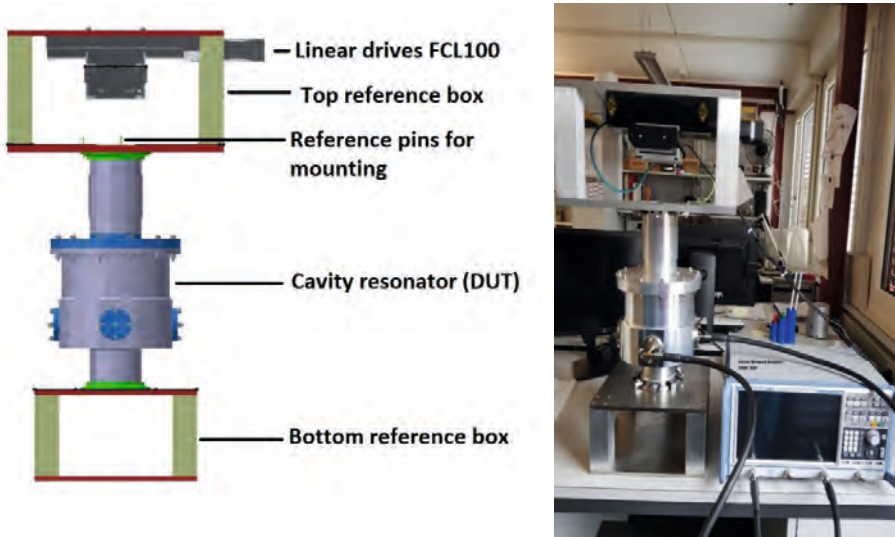 Linear drives FCL100
Top reference box
Reference pins for
mounting
Cavity resonator (DUT)
Bottom reference box